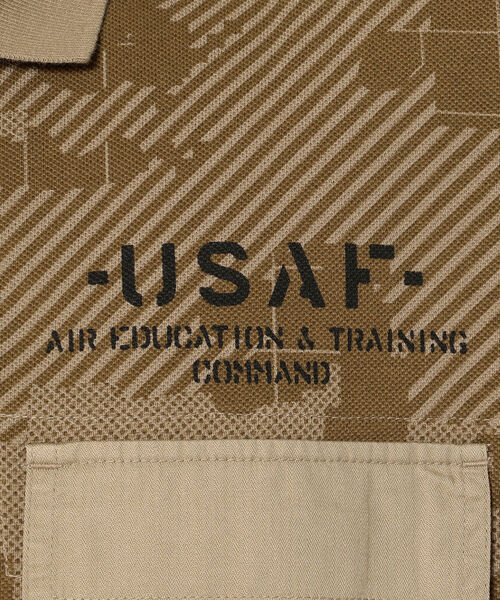 -USAF-
AIR EDUCATION & TRAINING
COMMAND